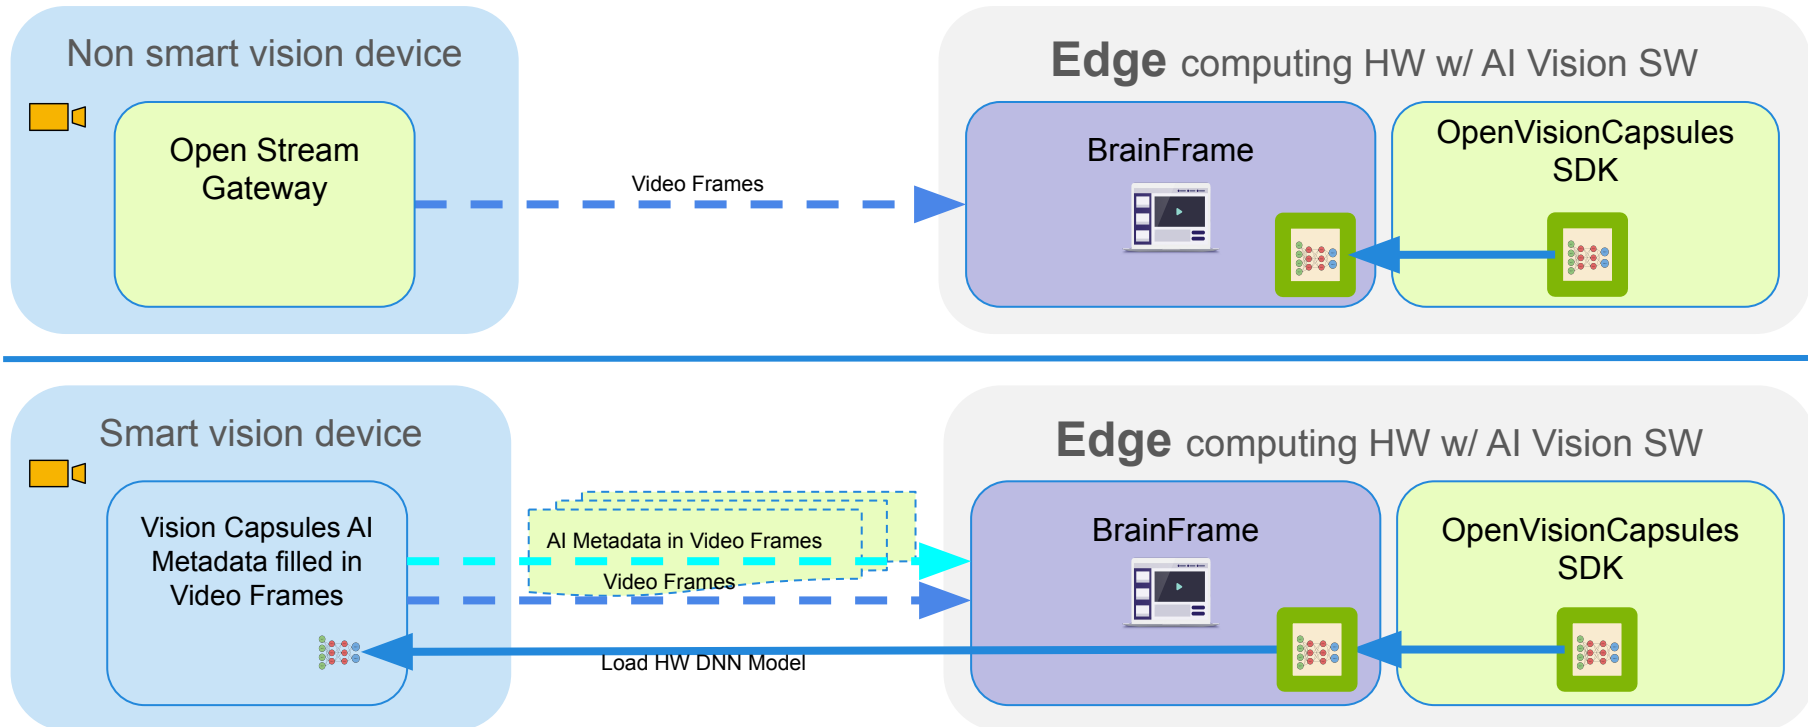 Non smart vision device
Open Stream
Gateway
Video Frames
Edge computing HW w/ AI Vision SW
BrainFrame
OpenVisionCapsules
SDK
Smart vision device
Vision Capsules AI
Metadata filled in
Video Frames
AI Metadata in Video Frames
Video Frames
Load HW DNN Model
Edge computing HW w/ AI Vision SW
BrainFrame
OpenVisionCapsules
SDK